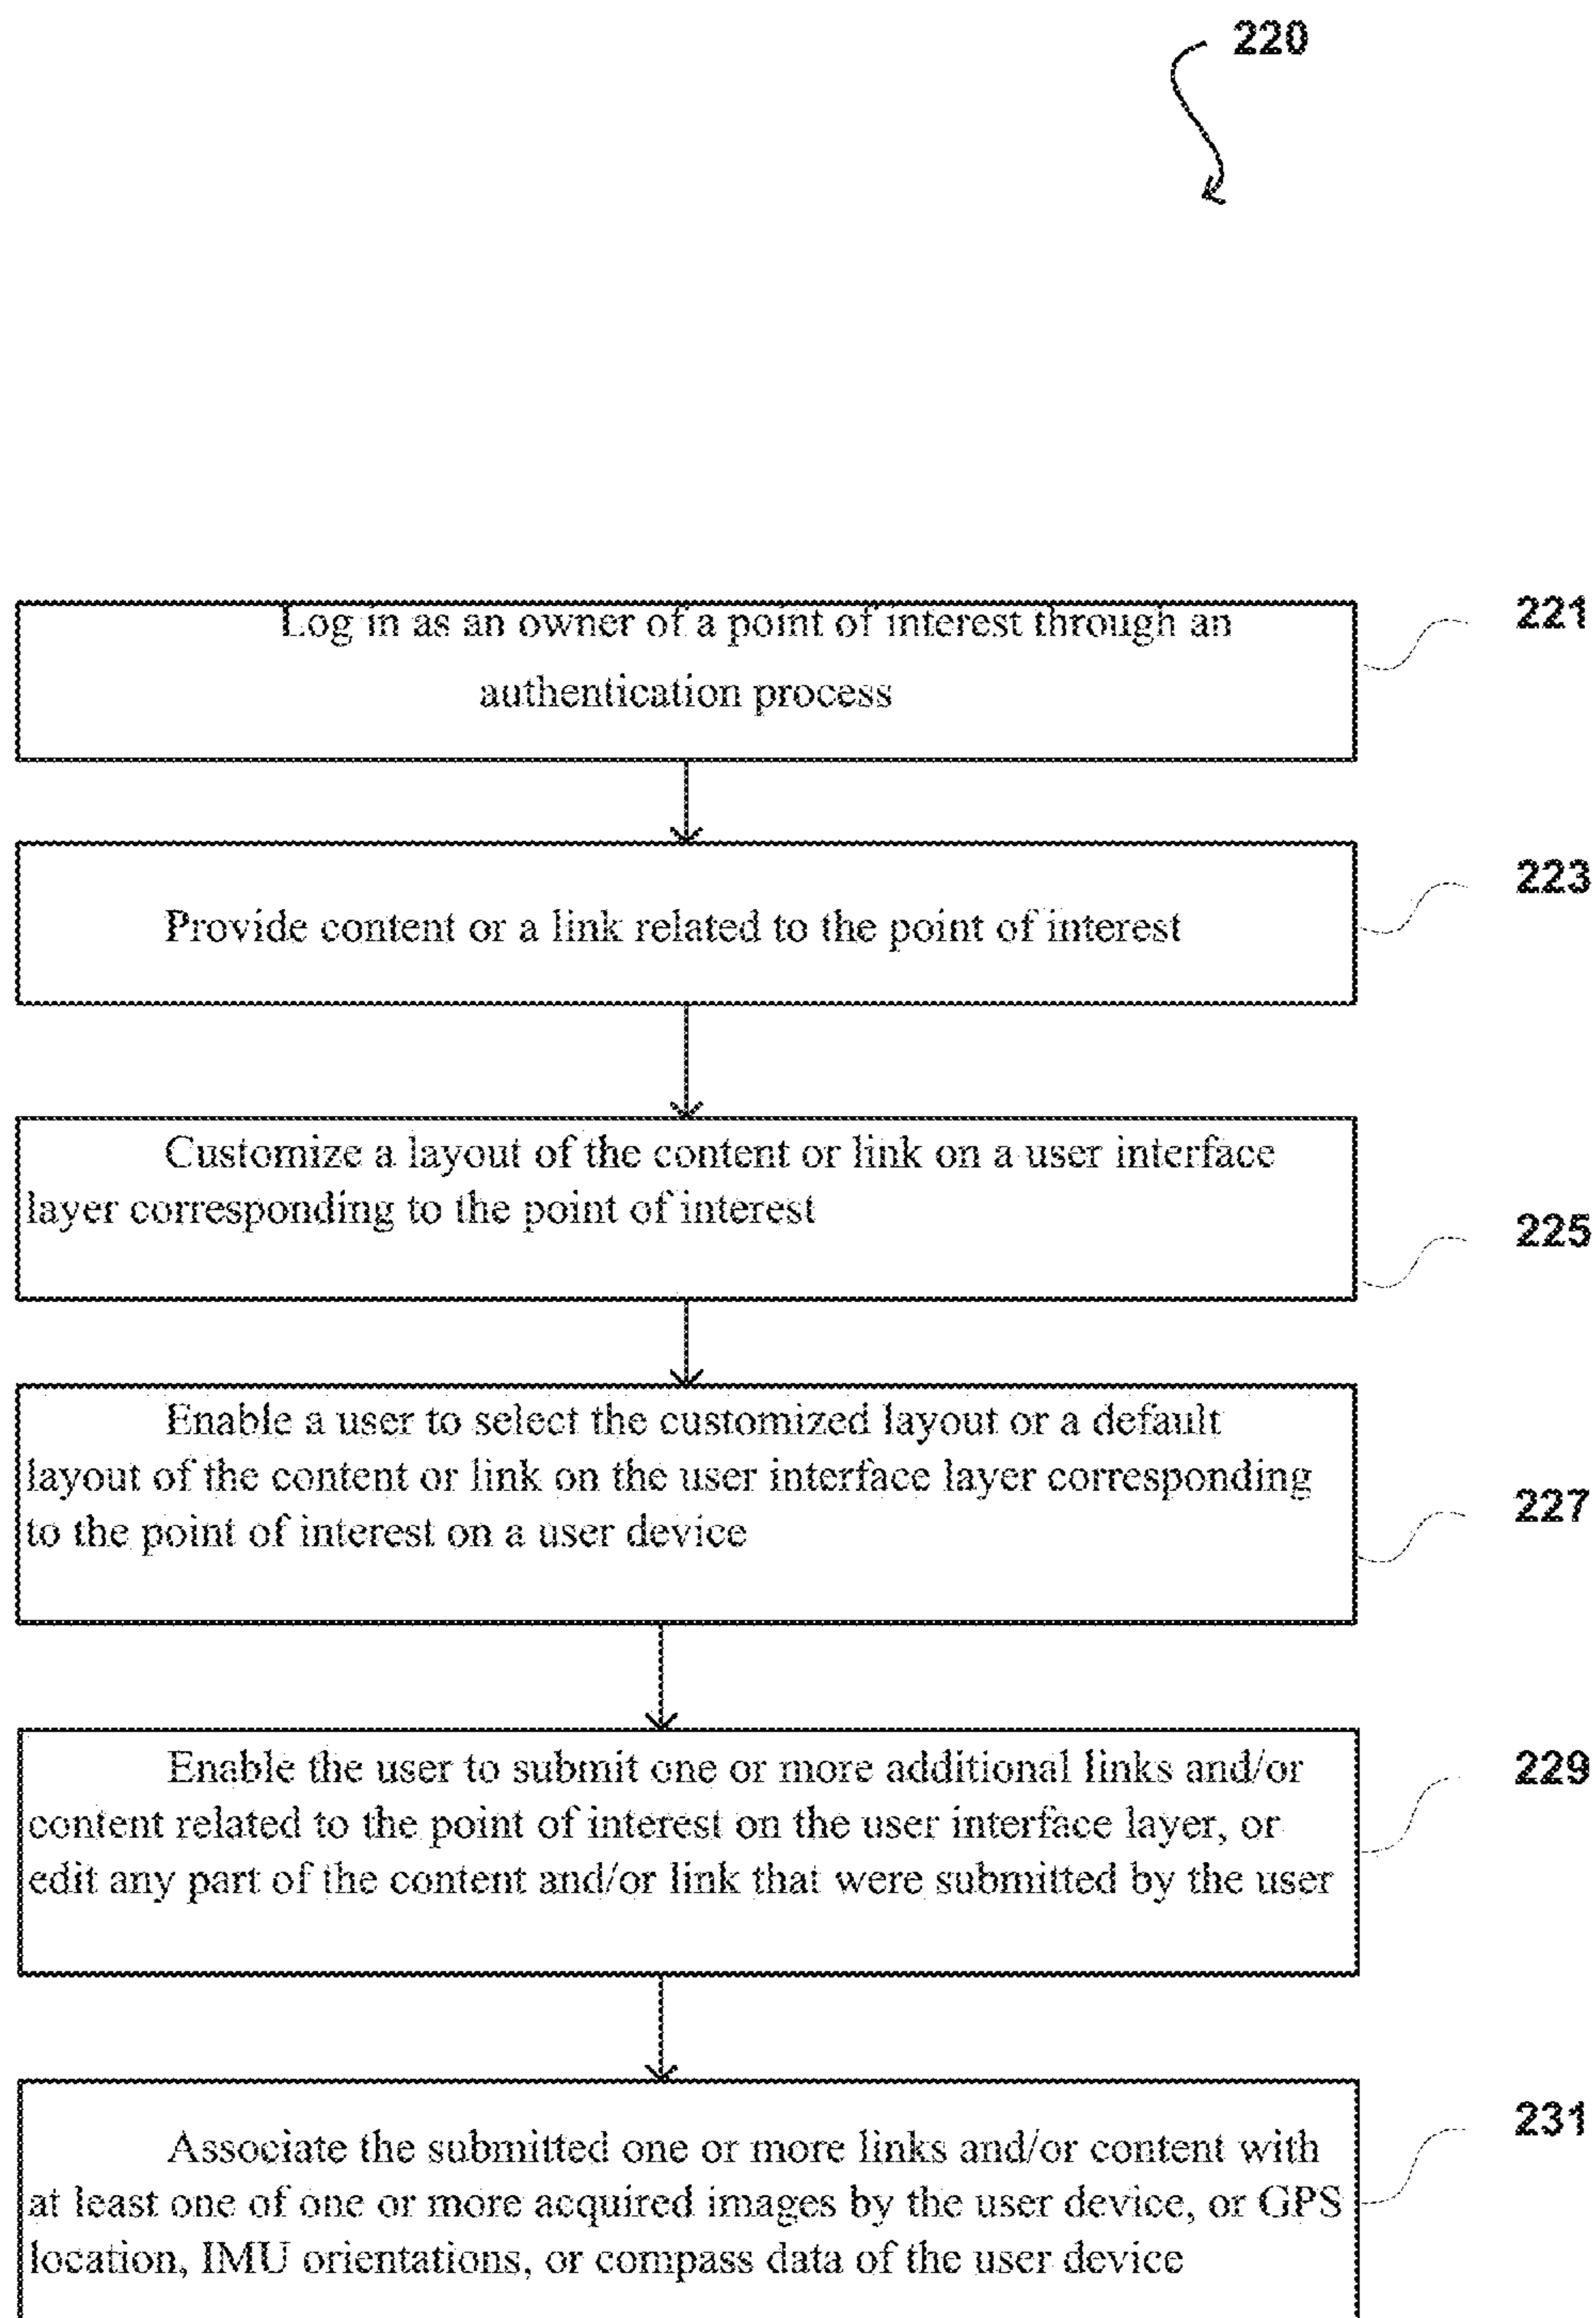 220
Log in as an owner of a point of interest through an
authentication process
221
Provide content or a link related to the point of interest
223
Customize a layout of the content or link on a user interface
layer corresponding to the point of interest
225
Enable a user to select the customized layout or a default
layout of the content or link on the user interface layer corresponding
to the point of interest on a user device
227
Enable the user to submit one or more additional links and/or
content related to the point of interest on the user interface layer, or
edit any part of the content and/or link that were submitted by the user
229
Associate the submitted one or more links and/or content with
at least one of one or more acquired images by the user device, or GPS
location, IMU orientations, or compass data of the user device
231